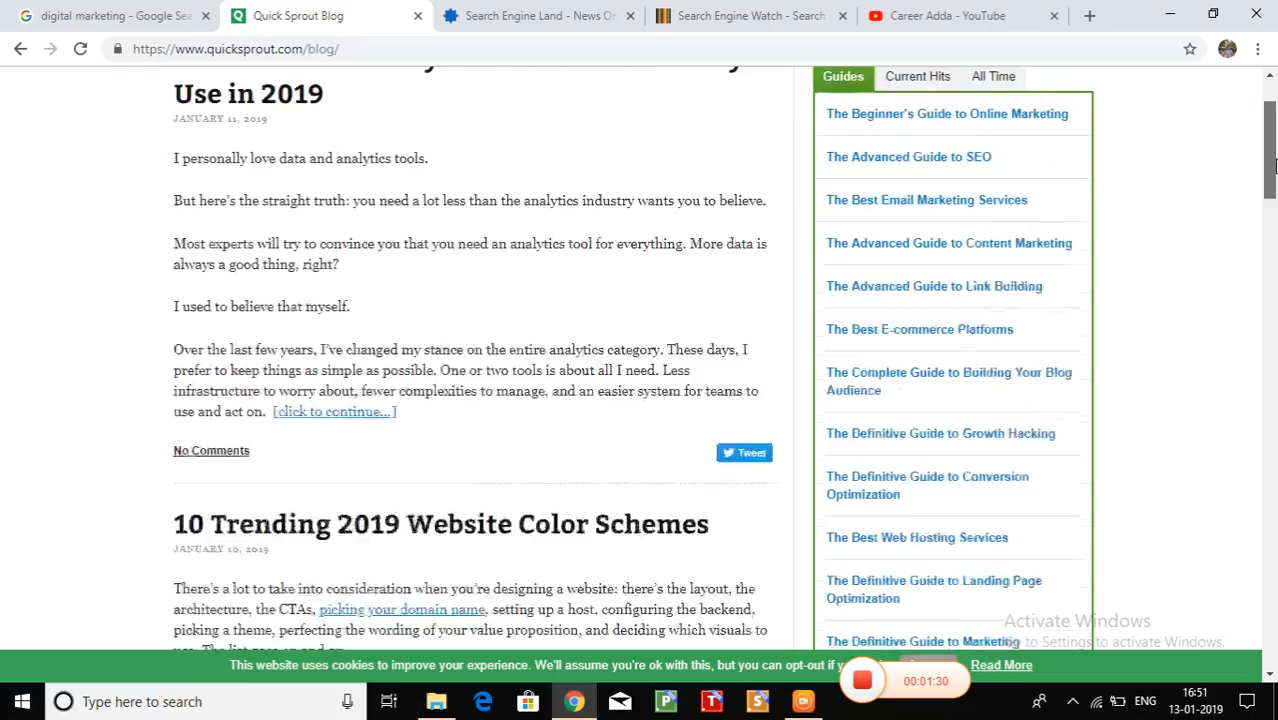 digital marketing - Google Sea
Quick Sprout Blog
Search Engine Land - News On
Search Engine Watch - Search
Career Adda - YouTube
https://www.quicksprout.com/blog/
Use in 2019
JANUARY 11, 2019
I personally love data and analytics tools.
But here's the straight truth: you need a lot less than the analytics industry wants you to believe.
Most experts will try to convince you that you need an analytics tool for everything. More data is
always a good thing, right?
I used to believe that myself.
Over the last few years, I've changed my stance on the entire analytics category. These days, I
prefer to keep things as simple as possible. One or two tools is about all I need. Less
infrastructure to worry about, fewer complexities to manage, and an easier system for teams to
use and act on. [click to continue...]
No Comments
Tweet
10 Trending 2019 Website Color Schemes
JANUARY 10, 2019
There's a lot to take into consideration when you're designing a website: there's the layout, the
architecture, the CTAs, picking your domain name, setting up a host, configuring the backend,
picking a theme, perfecting the wording of your value proposition, and deciding which visuals to
Guides
Current Hits
All Time
The Beginner's Guide to Online Marketing
The Advanced Guide to SEO
The Best Email Marketing Services
The Advanced Guide to Content Marketing
The Advanced Guide to Link Building
The Best E-commerce Platforms
The Complete Guide to Building Your Blog
Audience
The Definitive Guide to Growth Hacking
The Definitive Guide to Conversion
Optimization
The Best Web Hosting Services
The Definitive Guide to Landing Page
Optimization
The Definitive Guide to Marketing
Activate Windows
to Settings to activate Windows.
This website uses cookies to improve your experience. We'll assume you're ok with this, but you can opt-out if
Read More
00:01:30
Type here to search
ENG
16:51
13-01-2019